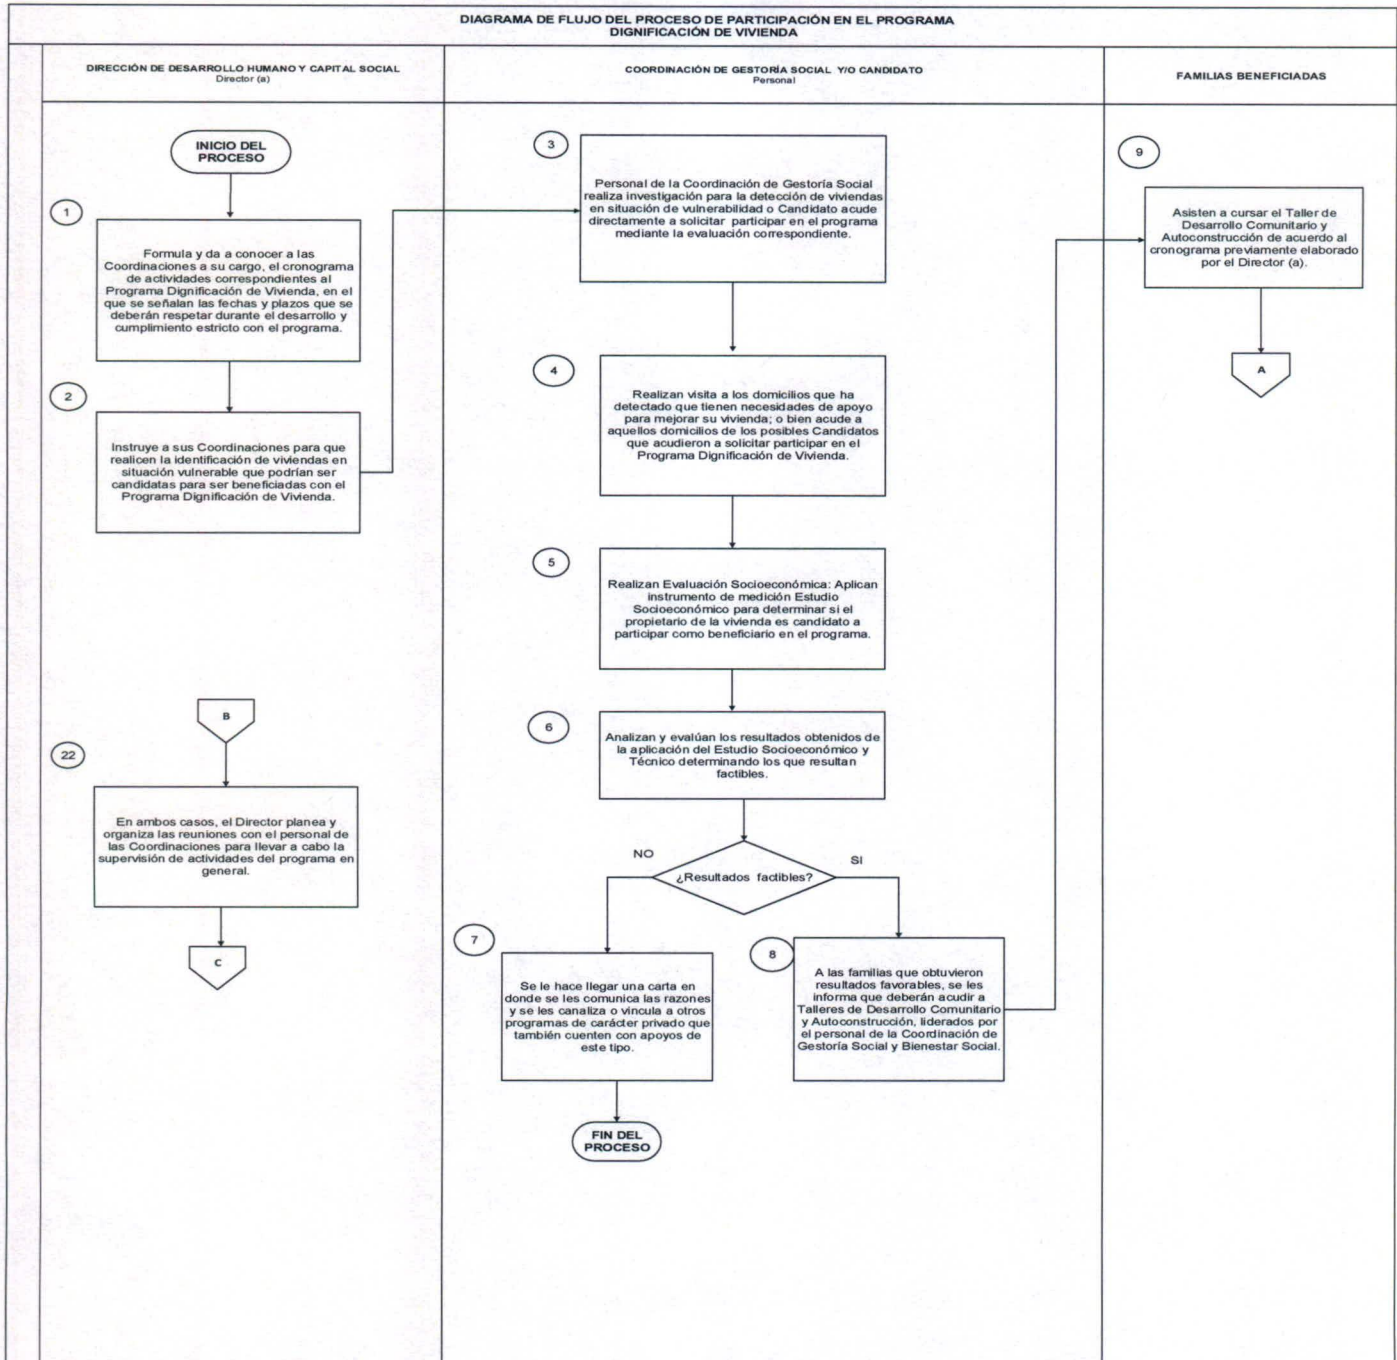 DIAGRAMA DE FLUJO DEL PROCESO DE PARTICIPACIÓN EN EL PROGRAMA
DIGNIFICACIÓN DE VIVIENDA
DIRECCIÓN DE DESARROLLO HUMANO Y CAPITAL SOCIAL
Director (a)
COORDINACIÓN DE GESTORÍA SOCIAL Y/O CANDIDATO
Personal
FAMILIAS BENEFICIADAS
INICIO DEL
PROCESO
1
Formula y da a conocer a las
Coordinaciones a su cargo, el cronograma
de actividades correspondientes al
Programa Dignificación de Vivienda, en el
que se señalan las fechas y plazos que se
deberán respetar durante el desarrollo y
cumplimiento estricto con el programa.
2
Instruye a sus Coordinaciones para que
realicen la identificación de viviendas en
situación vulnerable que podrían ser
candidatas para ser beneficiadas con el
Programa Dignificación de Vivienda.
B
22
En ambos casos, el Director planea y
organiza las reuniones con el personal de
las Coordinaciones para llevar a cabo la
supervisión de actividades del programa en
general.
C
3
Personal de la Coordinación de Gestoría Social
realiza investigación para la detección de viviendas
en situación de vulnerabilidad o Candidato acude
directamente a solicitar participar en el programa
mediante la evaluación correspondiente.
4
Realizan visita a los domicilios que ha
detectado que tienen necesidades de apoyo
para mejorar su vivienda; o bien acude a
aquellos domicilios de los posibles Candidatos
que acudieron a solicitar participar en el
Programa Dignificación de Vivienda.
5
Realizan Evaluación Socioeconómica: Aplican
instrumento de medición Estudio
Socioeconómico para determinar si el
propietario de la vivienda es candidato a
participar como beneficiario en el programa.
6
Analizan y evalúan los resultados obtenidos de
la aplicación del Estudio Socioeconómico y
Técnico determinando los que resultan
factibles.
NO
¿Resultados factibles?
SI
7
Se le hace llegar una carta en
donde se les comunica las razones
y se les canaliza o vincula a otros
programas de carácter privado que
también cuenten con apoyos de
este tipo.
FIN DEL
PROCESO
8
A las familias que obtuvieron
resultados favorables, se les
informa que deberán acudir a
Talleres de Desarrollo Comunitario
y Autoconstrucción, liderados por
el personal de la Coordinación de
Gestoría Social y Bienestar Social.
9
Asisten a cursar el Taller de
Desarrollo Comunitario y
Autoconstrucción de acuerdo al
cronograma previamente elaborado
por el Director (a).
A